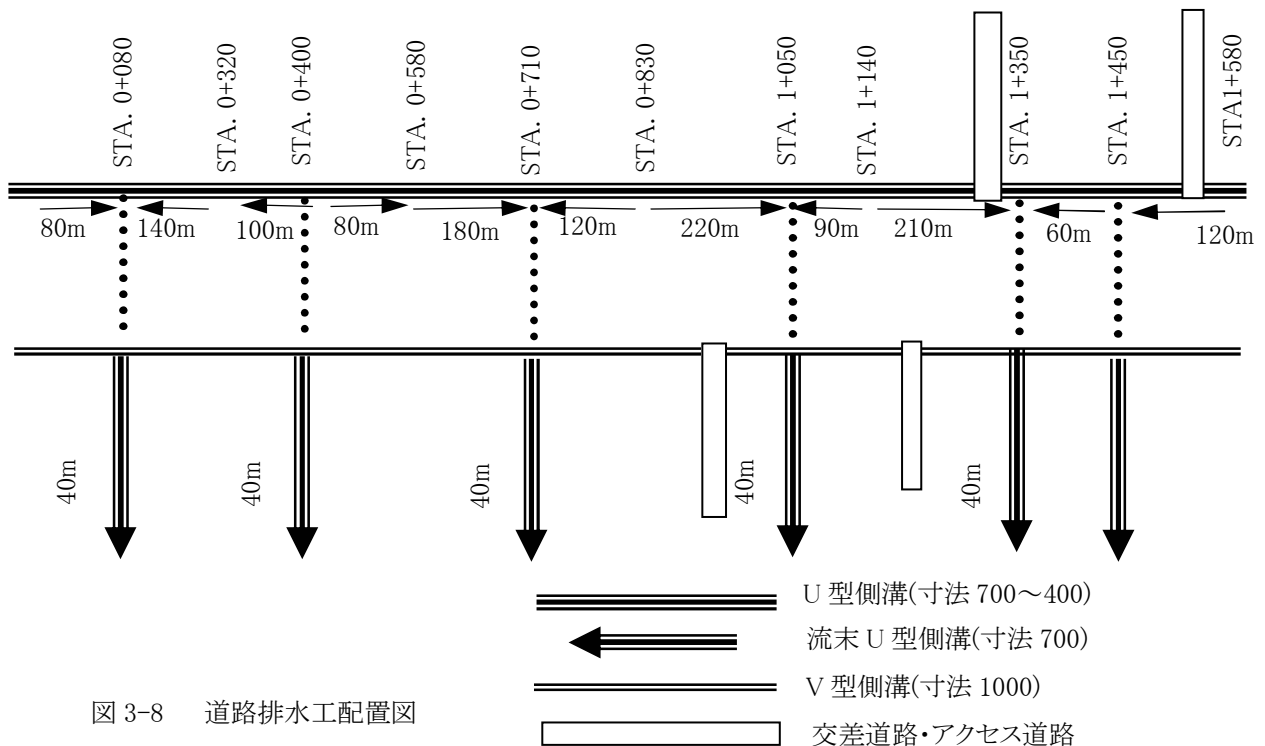 STA. 0+080
STA. 0+320
STA. 0+400
STA. 0+580
STA. 0+710
STA. 0+830
STA. 1+050
STA. 1+140
STA. 1+350
STA. 1+450
STA1+580
80m
140m
100m
80m
180m
120m
220m
90m
210m
60m
120m
40m
40m
40m
40m
40m
U 型側溝(寸法 700～400)
流末 U 型側溝(寸法 700)
V 型側溝(寸法 1000)
交差道路・アクセス道路
図 3-8 道路排水工配置図